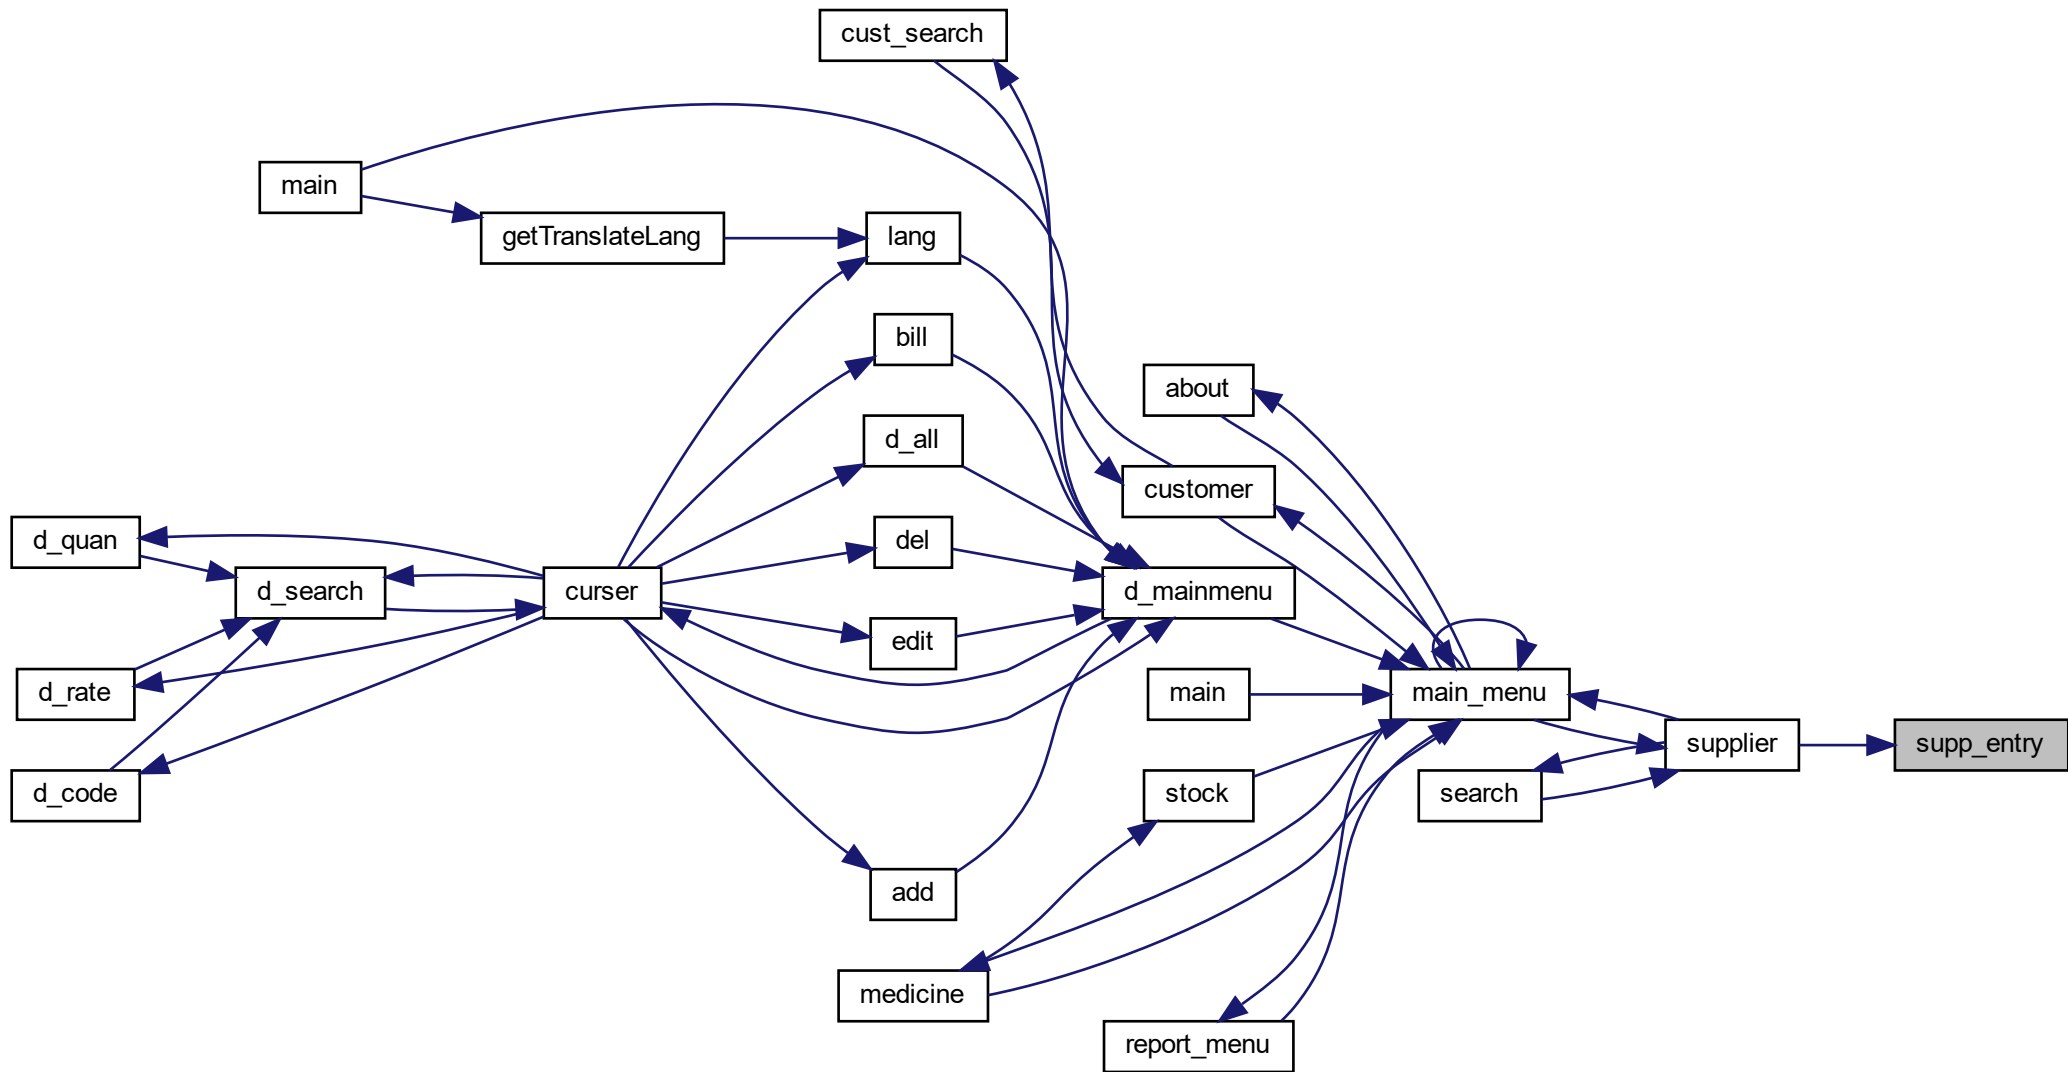 cust_search
main
getTranslateLang
lang
bill
about
d_all
customer
d_quan
del
d_search
curser
d_mainmenu
edit
d_rate
main
main_menu
supplier
supp_entry
d_code
stock
search
add
medicine
report_menu